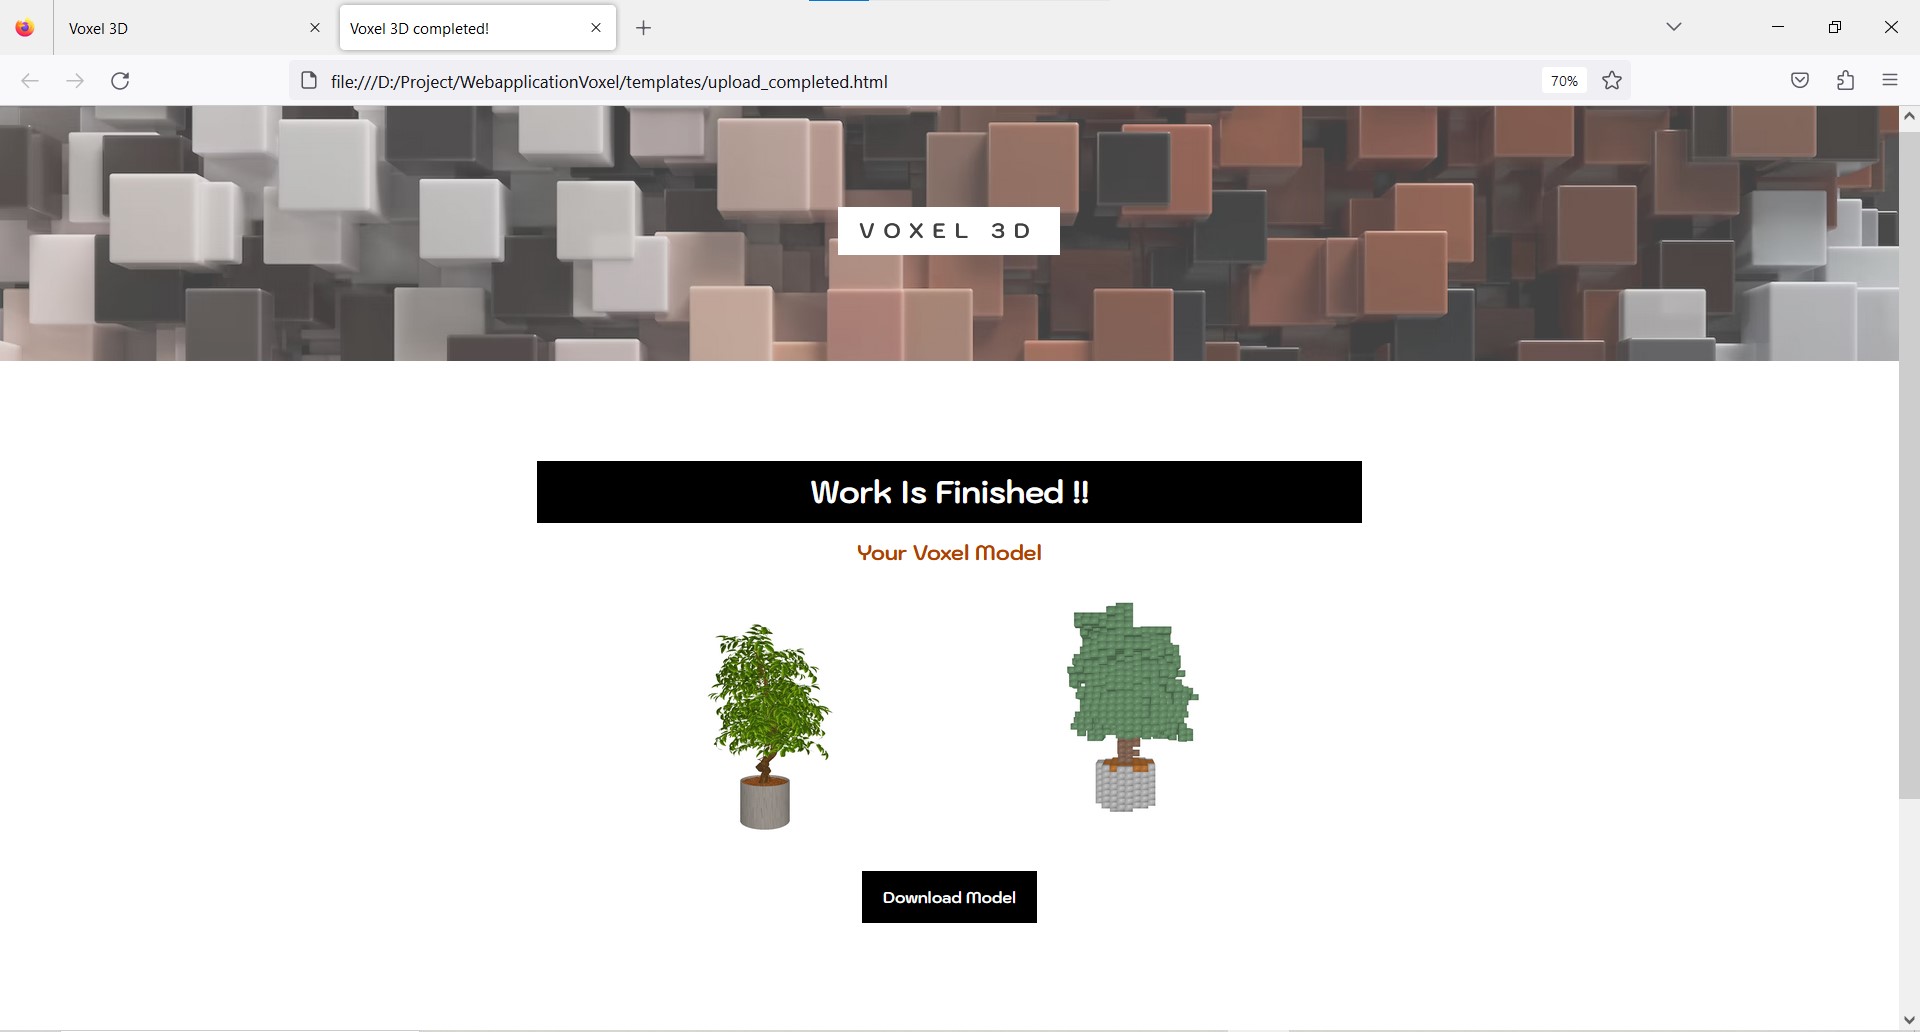 Voxel 3D
Voxel 3D completed!
file:///D:/Project/WebapplicationVoxel/templates/upload_completed.html
70%
VOXEL 3D
Work Is Finished !!
Your Voxel Model
Download Model